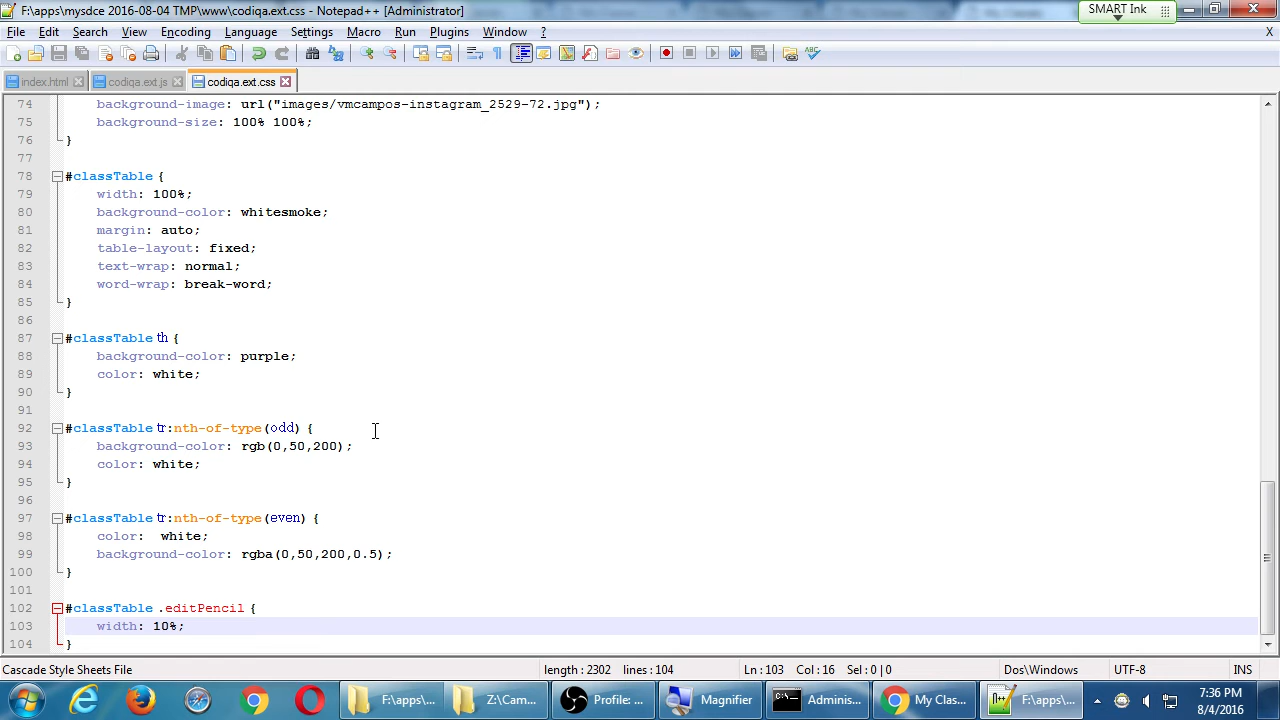 F:\apps\mysdce 2016-08-04 TMP\www\codiqa.ext.css - Notepad++ [Administrator]
SMART Ink
File Edit Search View Encoding Language Settings Macro Run Plugins Window ?
index.html codiqa.ext.js codiqa.ext.css
74 background-image: url("images/vmcampos-instagram_2529-72.jpg");
75 background-size: 100% 100%;
76 }
77
78 #classTable {
79 width: 100%;
80 background-color: whitesmoke;
81 margin: auto;
82 table-layout: fixed;
83 text-wrap: normal;
84 word-wrap: break-word;
85 }
86
87 #classTable th {
88 background-color: purple;
89 color: white;
90 }
91
92 #classTable tr:nth-of-type(odd) {
93 background-color: rgb(0,50,200);
94 color: white;
95 }
96
97 #classTable tr:nth-of-type(even) {
98 color:  white;
99 background-color: rgba(0,50,200,0.5);
100 }
101
102 #classTable .editPencil {
103 width: 10%;
104 }
Cascade Style Sheets File length : 2302 lines : 104 Ln : 103 Col : 16 Sel : 0 | 0 Dos\Windows UTF-8 INS
F:\apps\... Z:\Cam... Profile: ... Magnifier Adminis... My Clas... F:\apps\... 7:36 PM
8/4/2016